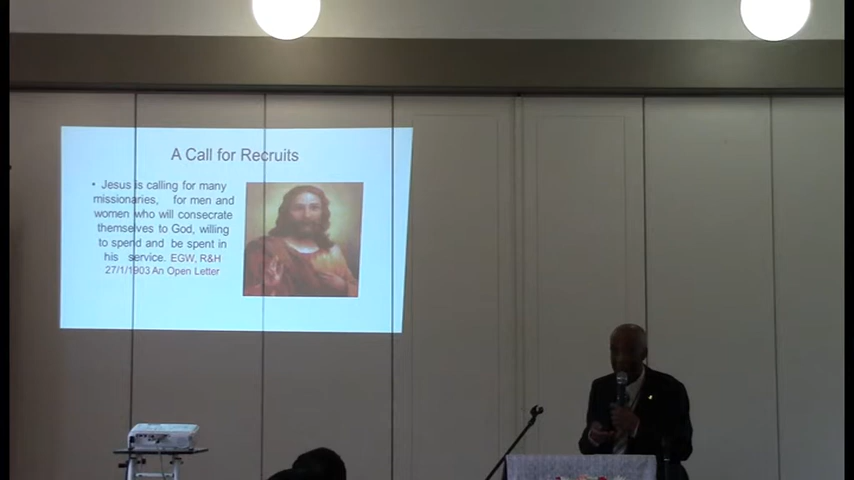 A Call for Recruits
• Jesus is calling for many
missionaries, for men and
women who will consecrate
themselves to God, willing
to spend and be spent in
his service. EGW, R&H
27/1/1903 An Open Letter